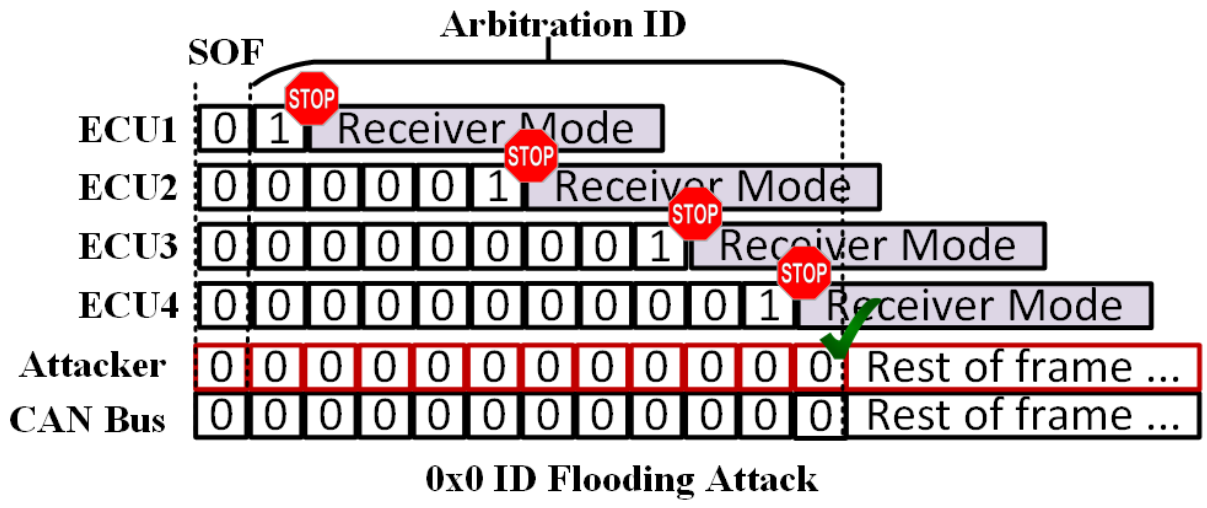 Arbitration ID
SOF
STOP
ECU1 0 1 Receiver Mode
STOP
ECU2 0 0 0 0 0 1 Receiver Mode
STOP
ECU3 0 0 0 0 0 0 0 0 1 Receiver Mode
STOP
ECU4 0 0 0 0 0 0 0 0 0 0 1 Receiver Mode
Attacker 0 0 0 0 0 0 0 0 0 0 0 0 Rest of frame ...
CAN Bus 0 0 0 0 0 0 0 0 0 0 0 0 Rest of frame ...
0x0 ID Flooding Attack